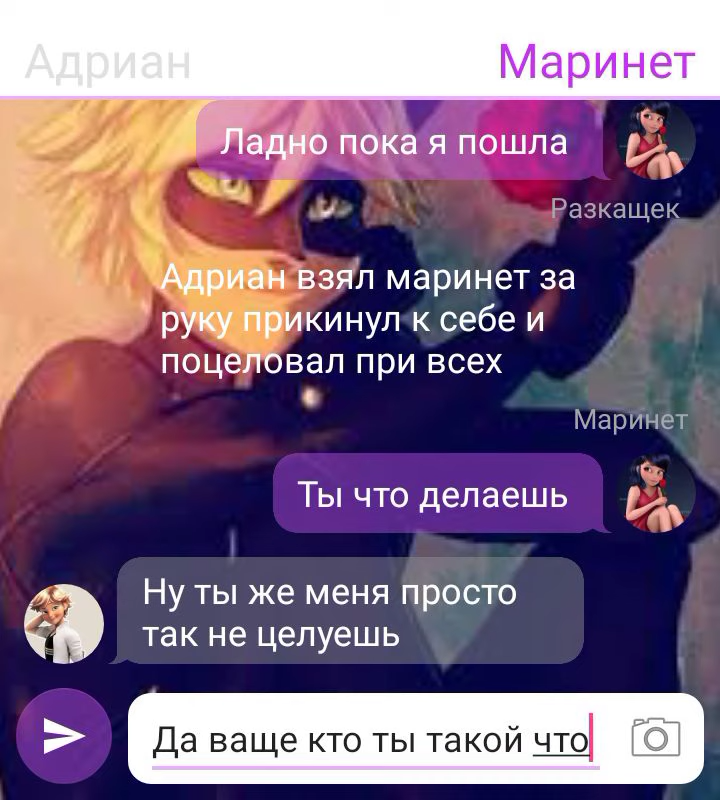 Адриан
Маринет
Ладно пока я пошла
Разкащек
Адриан взял маринет за
руку прикинул к себе и
поцеловал при всех
Маринет
Ты что делаешь
Ну ты же меня просто
так не целуешь
Да ваще кто ты такой что